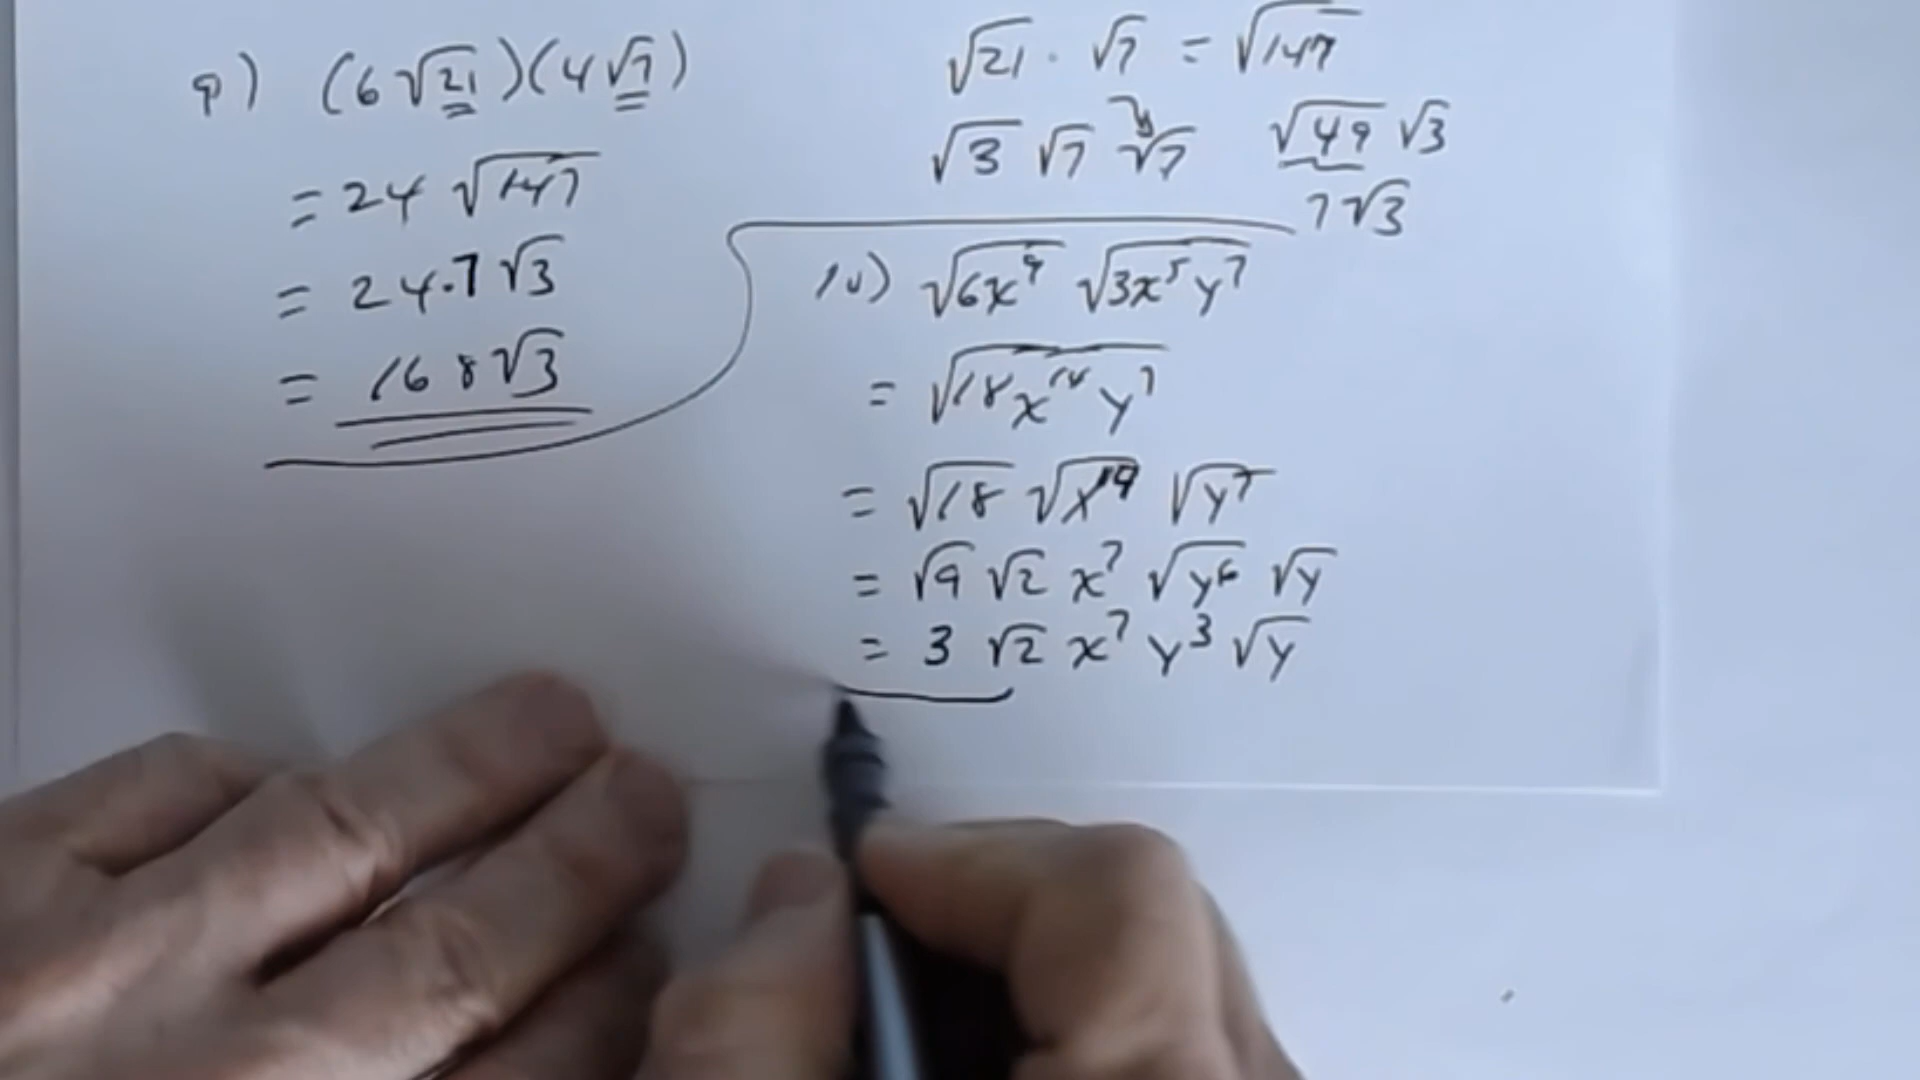 9) (6√21)(4√7)
= 24 √147
= 24.7 √3
= 168√3
√21 · √7 = √147
√3 √7 √7 √49 √3
7√3
10) √6x⁹ √3x⁵y⁷
= √18x¹⁴y⁷
= √18 √x¹⁴ √y⁷
= √9 √2 x⁷ √y⁶ √y
= 3 √2 x⁷ y³ √y